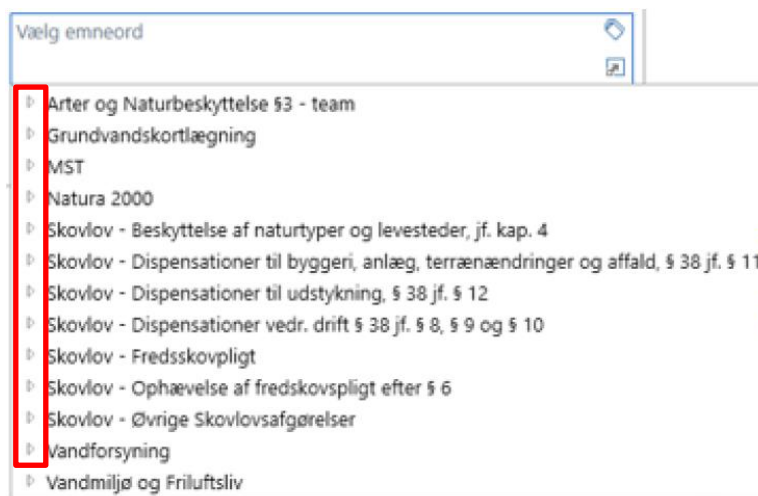 Vælg emneord
Arter og Naturbeskyttelse §3 - team
Grundvandskortlægning
MST
Natura 2000
Skovlov - Beskyttelse af naturtyper og levesteder, jf. kap. 4
Skovlov - Dispensationer til byggeri, anlæg, terrænændringer og affald, § 38 jf. § 11
Skovlov - Dispensationer til udstykning, § 38 jf. § 12
Skovlov - Dispensationer vedr. drift § 38 jf. § 8, § 9 og § 10
Skovlov - Fredsskovpligt
Skovlov - Ophævelse af fredskovspligt efter § 6
Skovlov - Øvrige Skovlovsafgørelser
Vandforsyning
Vandmiljø og Friluftsliv